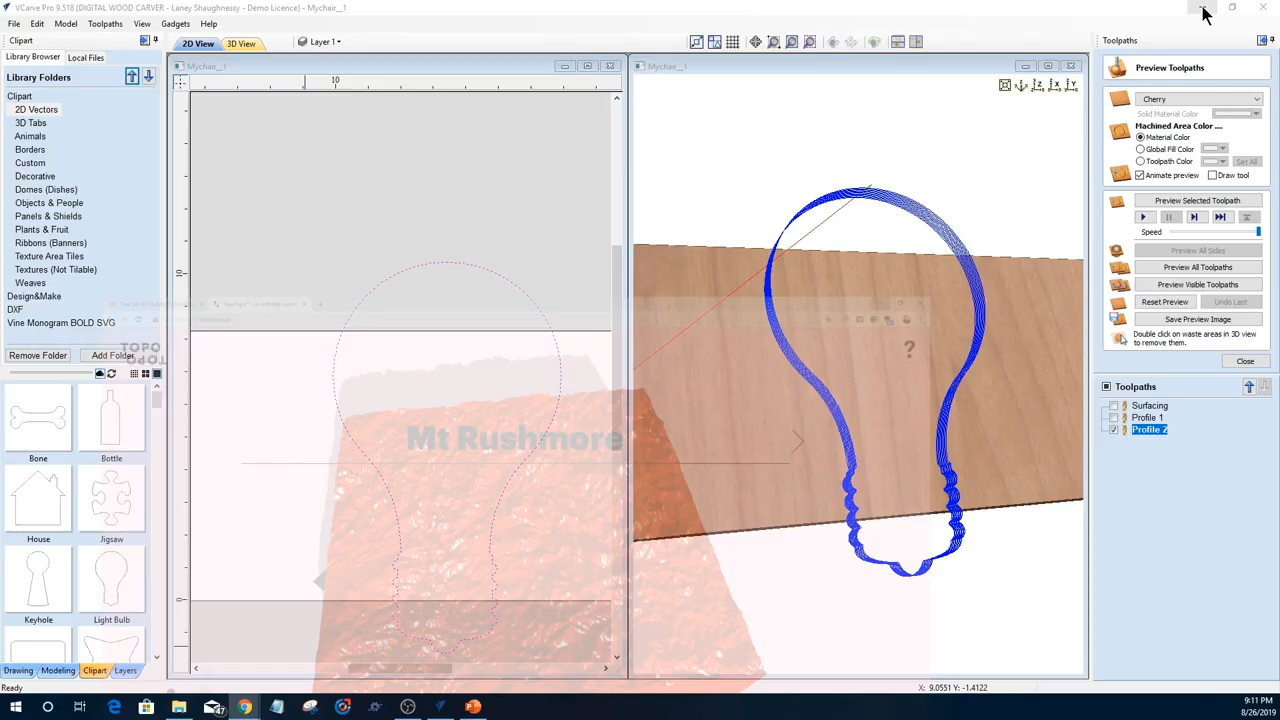 VCarve Pro 9.518 (DIGITAL WOOD CARVER - Laney Shaughnessy - Demo Licence) - Mychair__1
File Edit Model Toolpaths View Gadgets Help
Clipart
2D View 3D View Layer 1
Toolpaths
Library Browser Local Files
Library Folders
Clipart
2D Vectors
3D Tabs
Animals
Borders
Custom
Decorative
Domes (Dishes)
Objects & People
Panels & Shields
Plants & Fruit
Ribbons (Banners)
Texture Area Tiles
Textures (Not Tileable)
Weaves
Design&Make
DXF
Vine Monogram BOLD SVG
Remove Folder Add Folder
Bone Bottle
House Jigsaw
Keyhole Light Bulb
Drawing Modeling Clipart Layers
Ready
Mychair__1
10
10
0
TOPO
Mt Rushmore
?
Mychair__1
Preview Toolpaths
Cherry
Solid Material Color
Machined Area Color ....
Material Color
Global Fill Color
Toolpath Color Set All
Animate preview Draw tool
Preview Selected Toolpath
Speed
Preview All Sides
Preview All Toolpaths
Preview Visible Toolpaths
Reset Preview Undo Last
Save Preview Image
Double click on waste areas in 3D view
to remove them.
Close
Toolpaths
Surfacing
Profile 1
Profile 2
X: 9.0551 Y: -1.4122
47
9:11 PM
8/26/2019